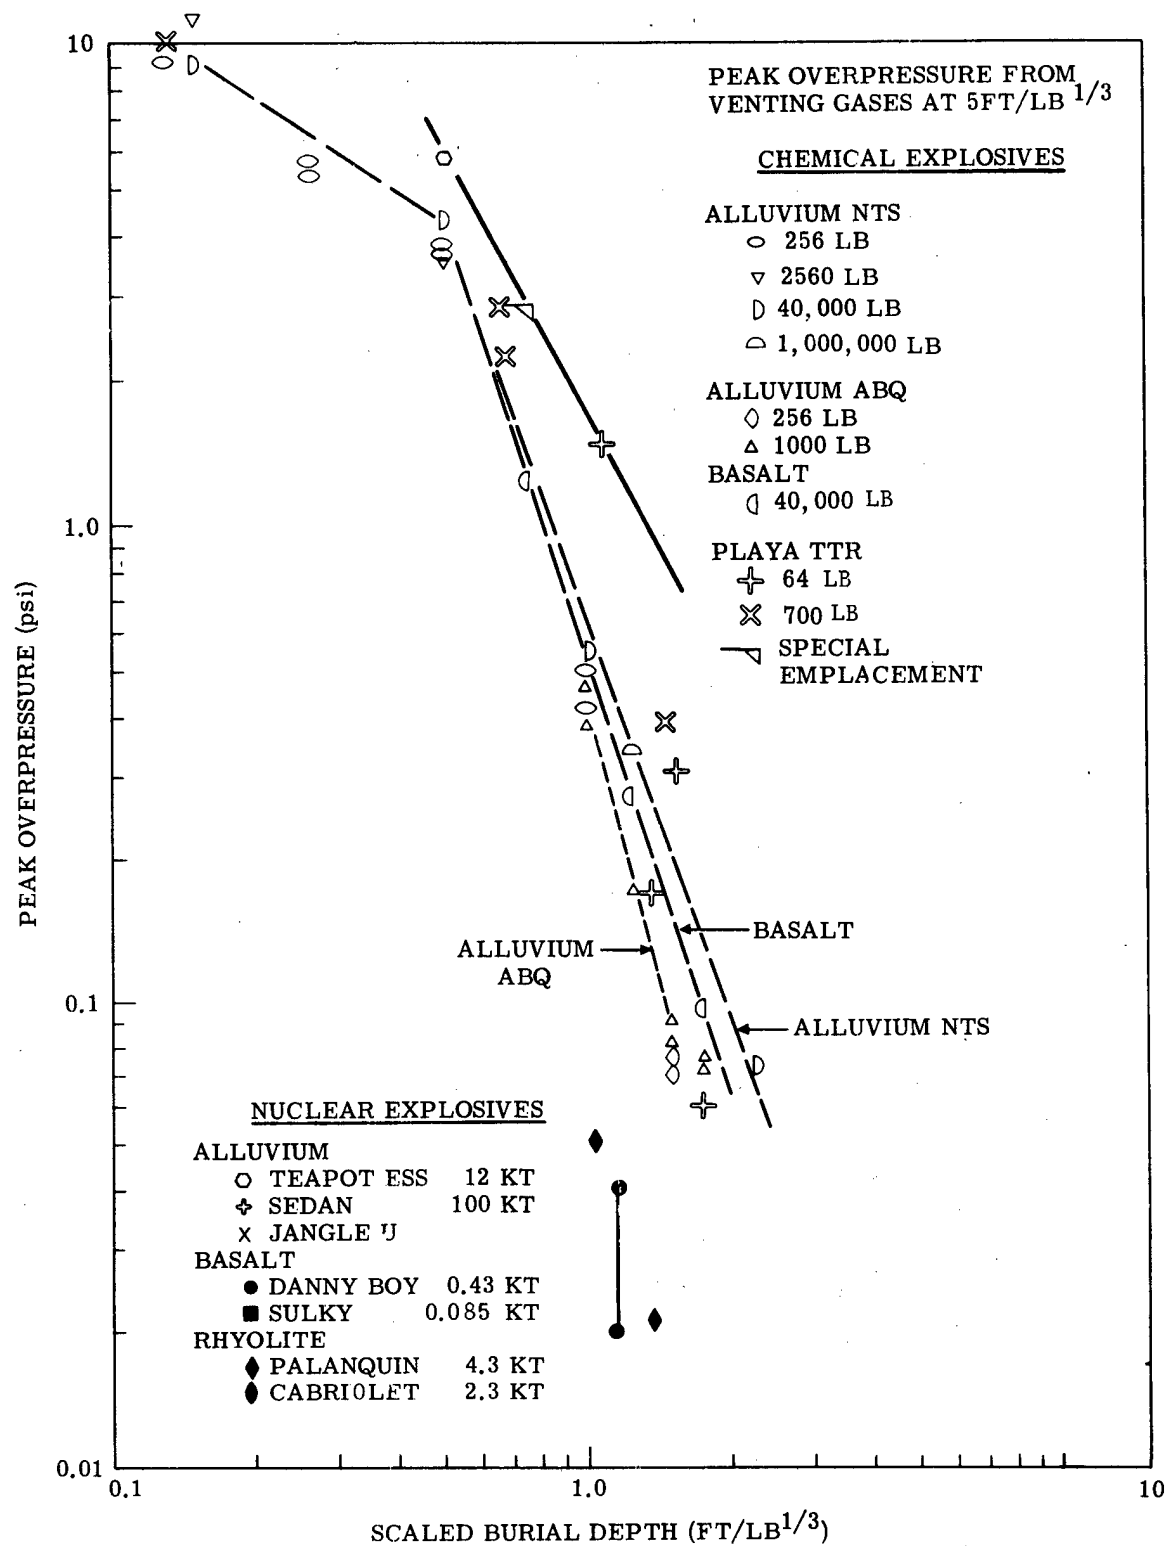 PEAK OVERPRESSURE FROM
VENTING GASES AT 5FT/LB 1/3
CHEMICAL EXPLOSIVES
ALLUVIUM NTS
256 LB
2560 LB
40,000 LB
1,000,000 LB
ALLUVIUM ABQ
256 LB
1000 LB
BASALT
40,000 LB
PLAYA TTR
64 LB
700 LB
SPECIAL
EMPLACEMENT
10
1.0
0.1
0.01
PEAK OVERPRESSURE (psi)
BASALT
ALLUVIUM
ABQ
ALLUVIUM NTS
NUCLEAR EXPLOSIVES
ALLUVIUM
TEAPOT ESS 12 KT
SEDAN 100 KT
X JANGLE U
BASALT
DANNY BOY 0.43 KT
SULKY 0.085 KT
RHYOLITE
PALANQUIN 4.3 KT
CABRIOLET 2.3 KT
0.1 1.0 10
SCALED BURIAL DEPTH (FT/LB1/3)